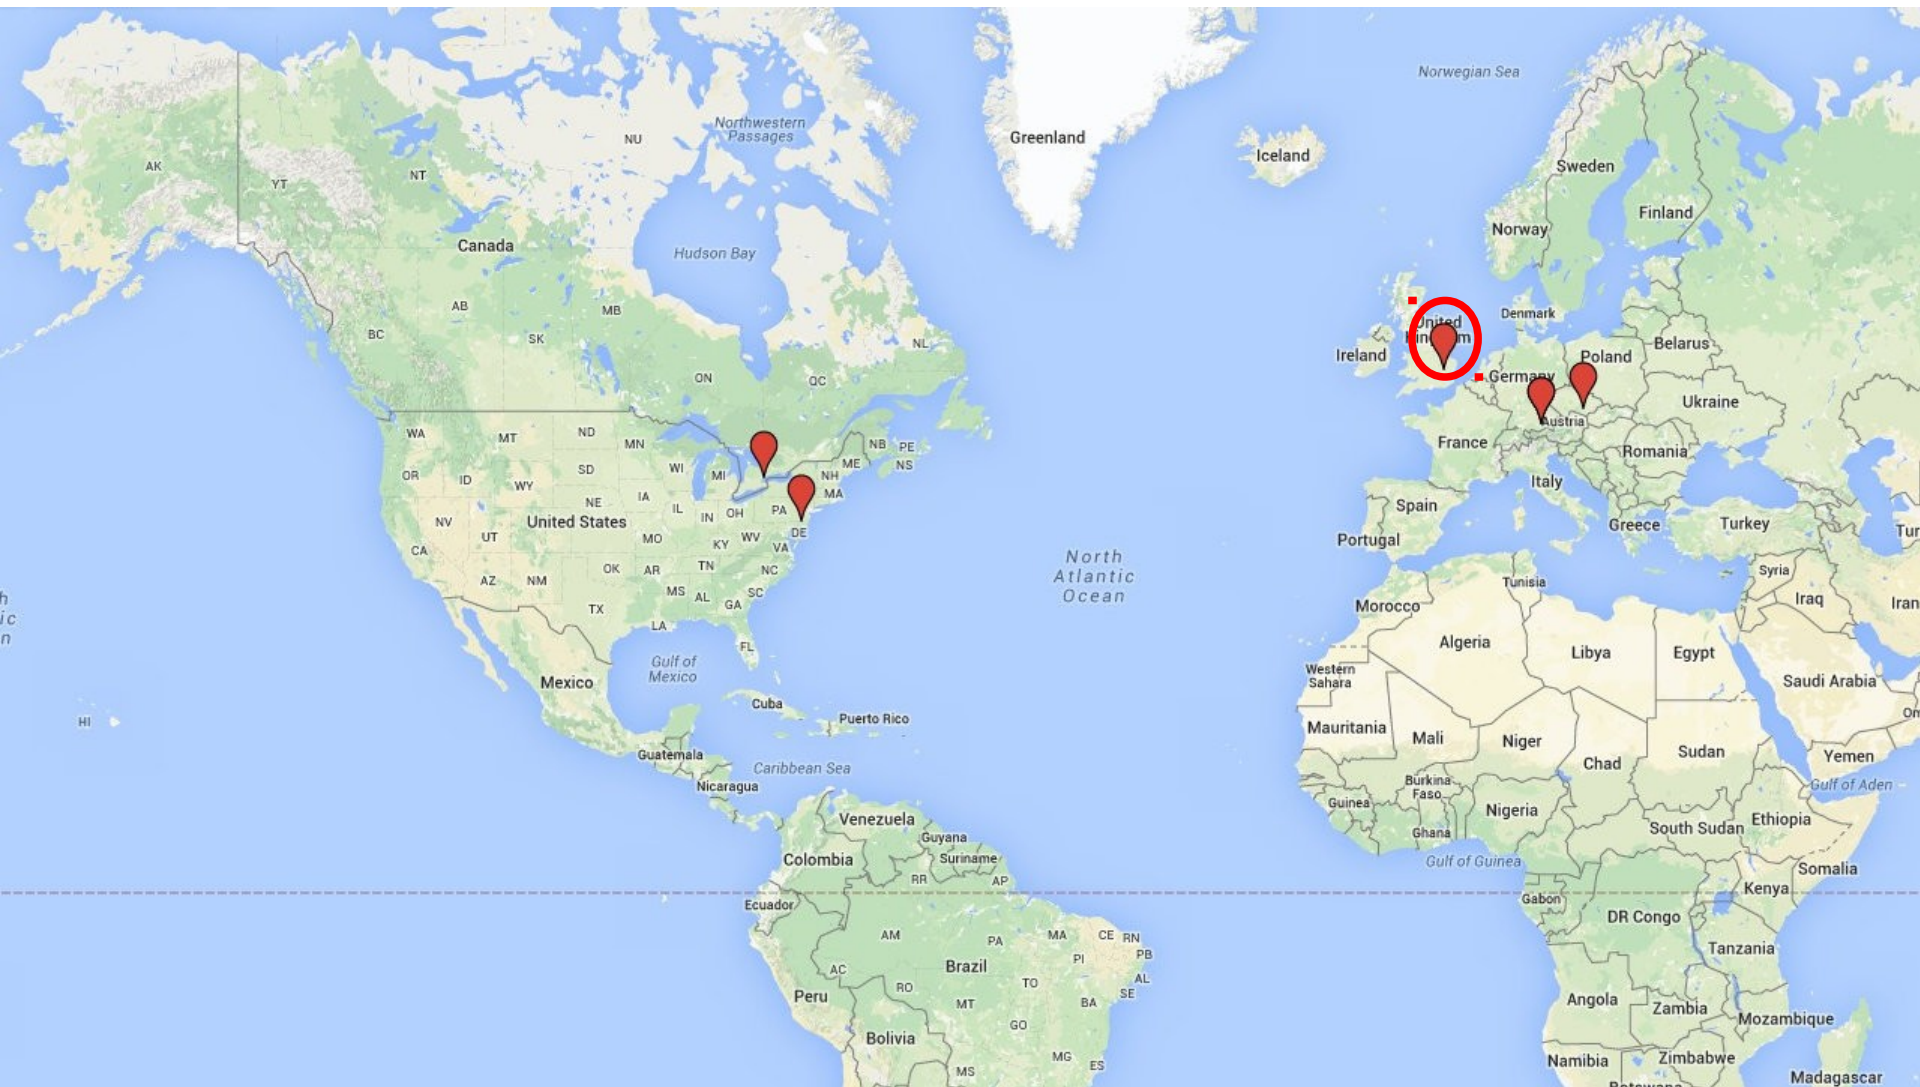 Norwegian Sea
Northwestern
Passages
NU
Greenland
Iceland
AK
YT
NT
Sweden
Finland
Norway
Canada
Hudson Bay
AB
MB
BC
SK
NL
ON
QC
Denmark
United
Kingdom
Ireland
Belarus
Poland
Germany
Ukraine
Austria
France
Romania
Italy
Spain
Greece
Turkey
Portugal
WA
MT
ND
MN
NB
PE
NS
ME
OR
ID
SD
WI
MI
NH
MA
WY
NE
IA
IL
IN
OH
PA
NV
UT
United States
MO
KY
WV
DE
VA
CA
AZ
NM
OK
AR
TN
NC
MS
AL
SC
GA
TX
LA
FL
North
Atlantic
Ocean
Tunisia
Syria
Iraq
Iran
Morocco
Algeria
Libya
Egypt
Saudi Arabia
Western
Sahara
Gulf of
Mexico
Mexico
HI
Cuba
Puerto Rico
Guatemala
Caribbean Sea
Nicaragua
Mauritania
Mali
Niger
Chad
Sudan
Yemen
Gulf of Aden
Burkina
Faso
Guinea
Nigeria
Ghana
South Sudan
Ethiopia
Gulf of Guinea
Somalia
Venezuela
Guyana
Suriname
Colombia
RR
AP
Ecuador
Gabon
Kenya
DR Congo
Tanzania
AM
PA
MA
CE
RN
PB
PI
AL
SE
AC
Brazil
TO
RO
MT
BA
Peru
GO
Bolivia
MG
ES
MS
Angola
Zambia
Mozambique
Namibia
Zimbabwe
Madagascar